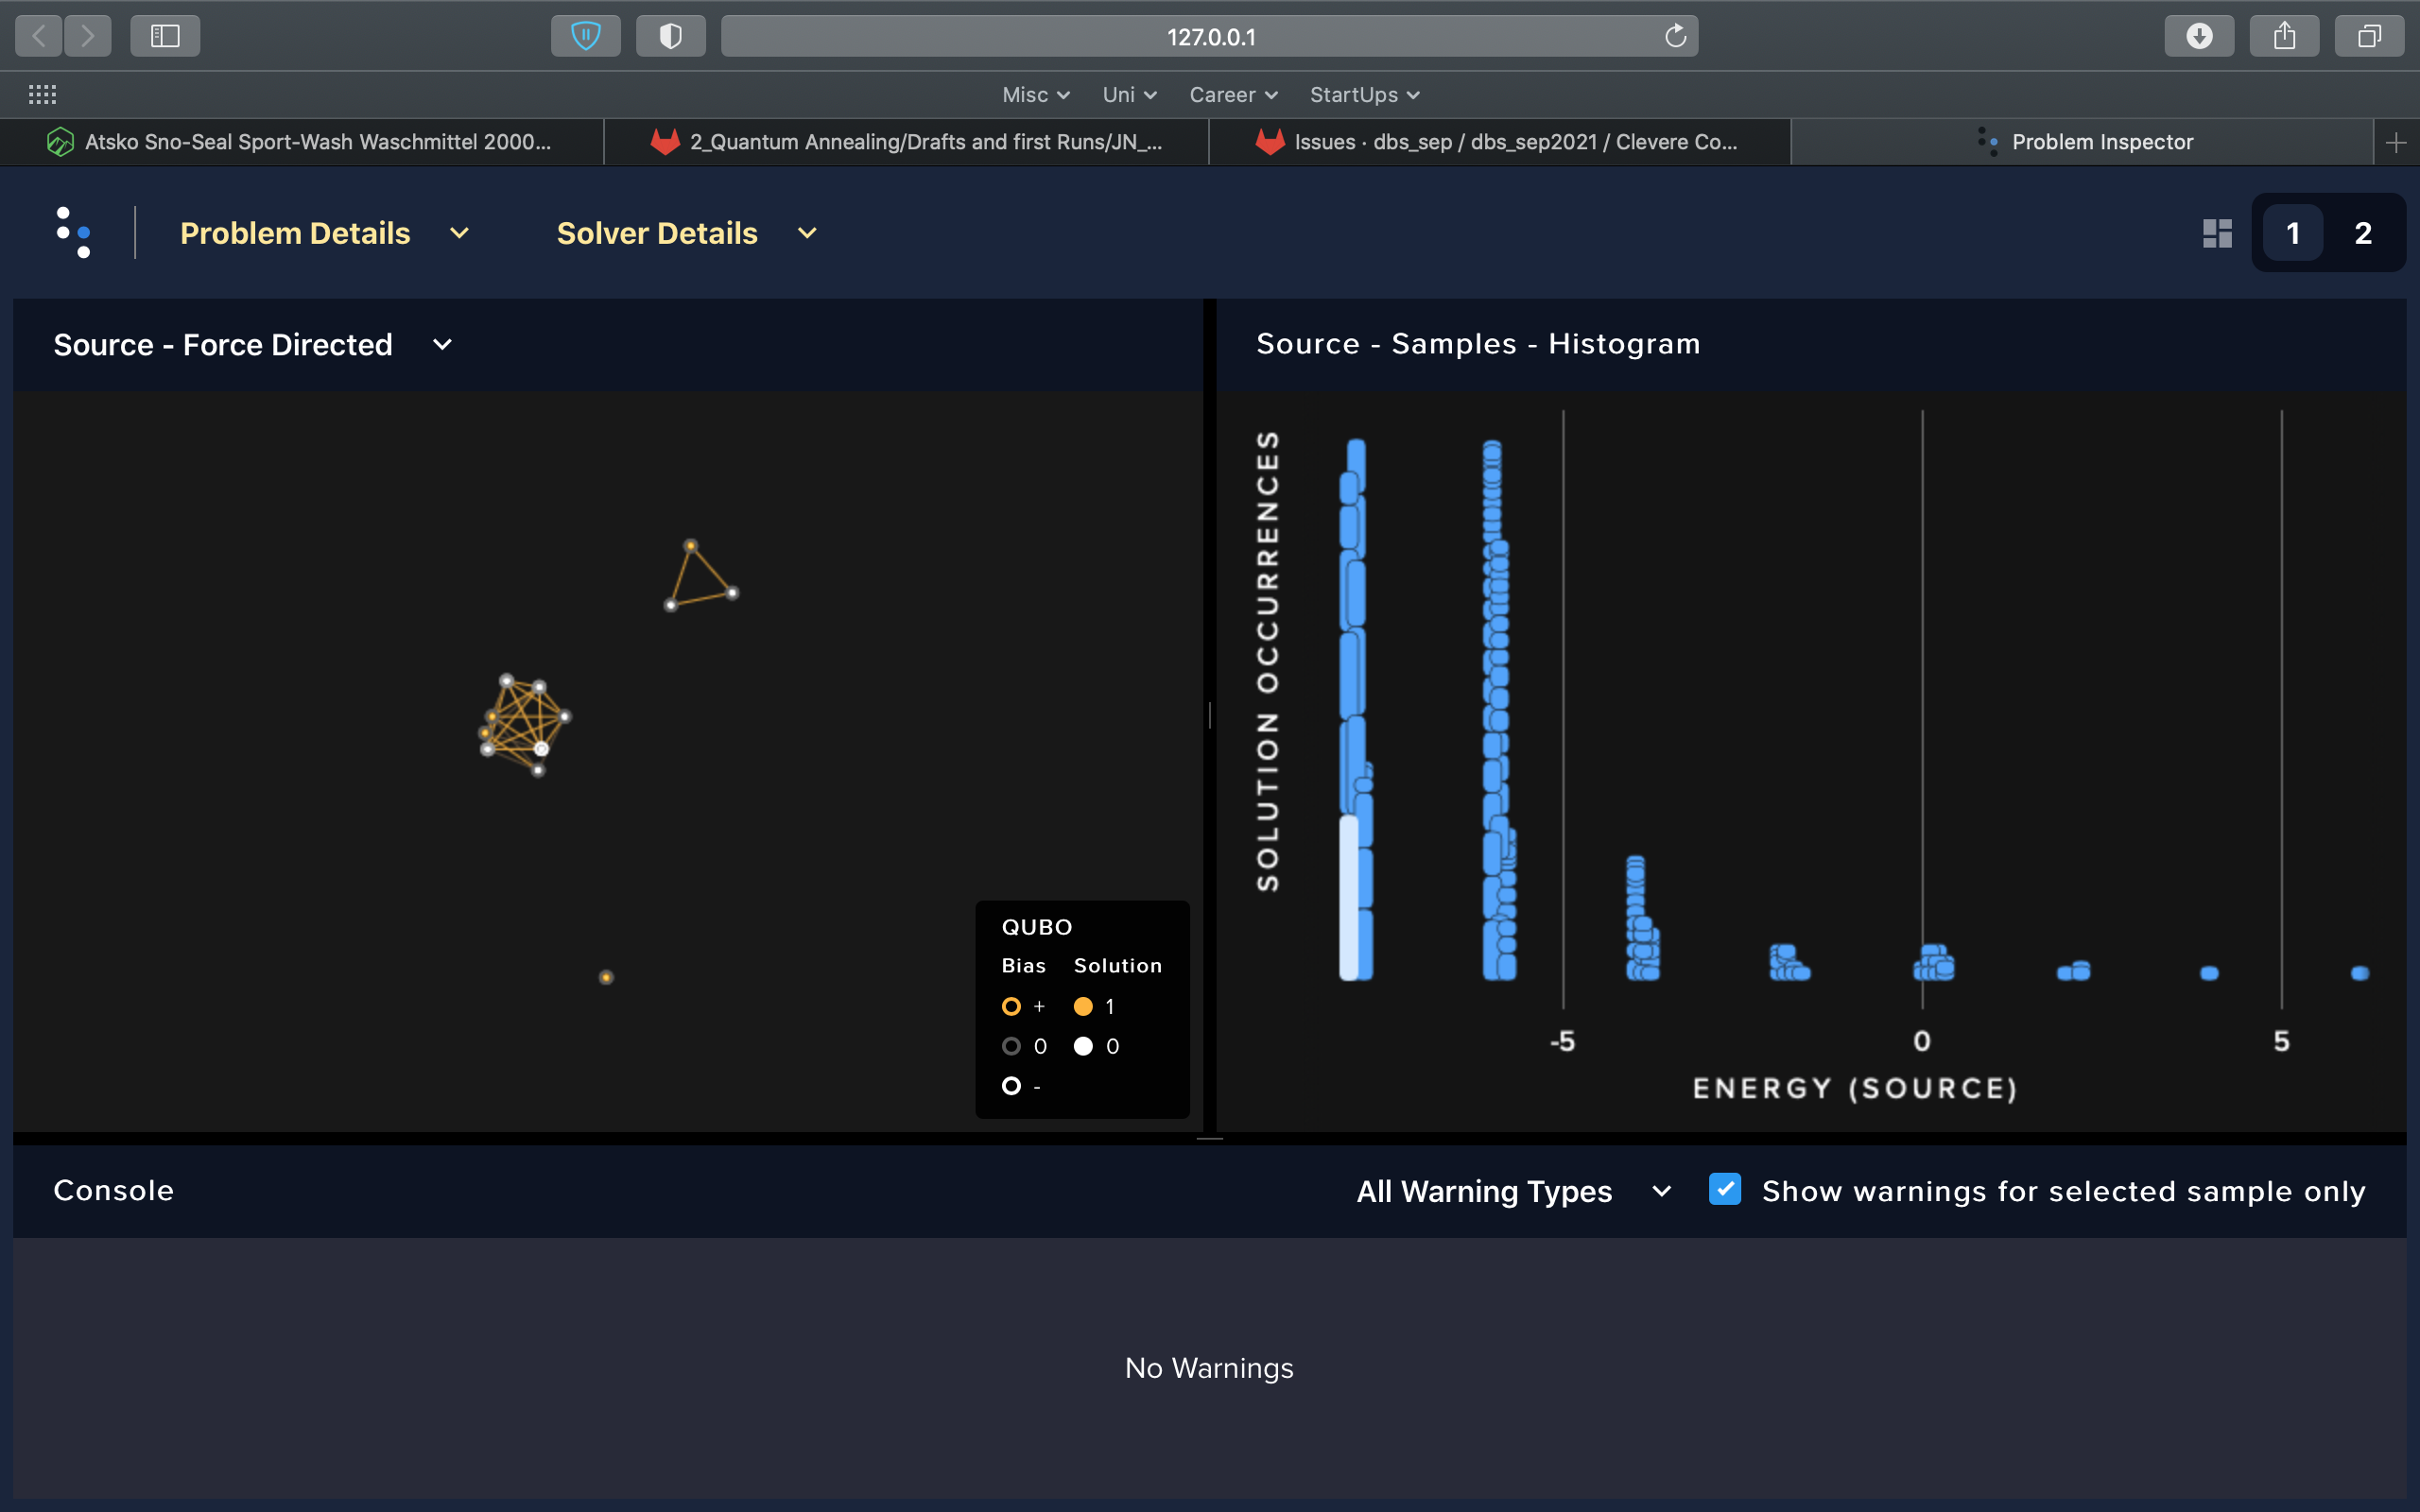 127.0.0.1
Misc Uni Career StartUps
Atsko Sno-Seal Sport-Wash Waschmittel 2000...
2_Quantum Annealing/Drafts and first Runs/JN_...
Issues · dbs_sep / dbs_sep2021 / Clevere Co...
Problem Inspector
Problem Details
Solver Details
1 2
Source - Force Directed
QUBO
Bias Solution
+ 1
0 0
-
Source - Samples - Histogram
SOLUTION OCCURRENCES
-5 0 5
ENERGY (SOURCE)
Console
All Warning Types
Show warnings for selected sample only
No Warnings